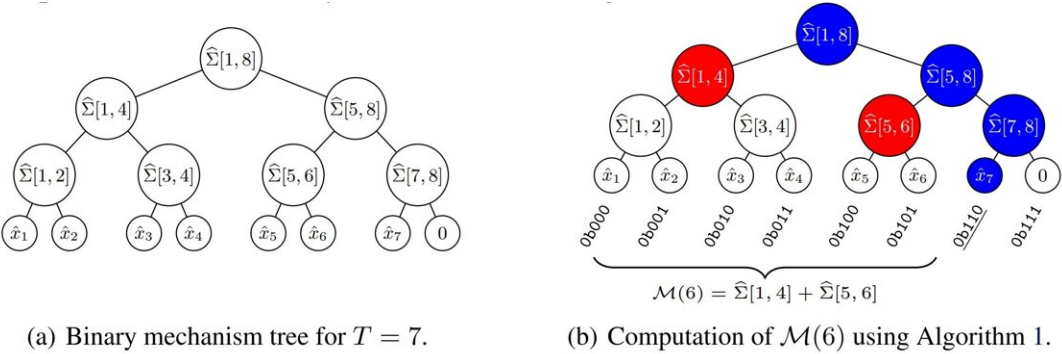 Σ̂[1, 8]
Σ̂[1, 4] Σ̂[5, 8]
Σ̂[1, 2] Σ̂[3, 4] Σ̂[5, 6] Σ̂[7, 8]
x̂₁ x̂₂ x̂₃ x̂₄ x̂₅ x̂₆ x̂₇ 0
(a) Binary mechanism tree for T = 7.
Σ̂[1, 8]
Σ̂[1, 4] Σ̂[5, 8]
Σ̂[1, 2] Σ̂[3, 4] Σ̂[5, 6] Σ̂[7, 8]
x̂₁ x̂₂ x̂₃ x̂₄ x̂₅ x̂₆ x̂₇ 0
0b000 0b001 0b010 0b011 0b100 0b101 0b110 0b111
ℳ(6) = Σ̂[1, 4] + Σ̂[5, 6]
(b) Computation of ℳ(6) using Algorithm 1.